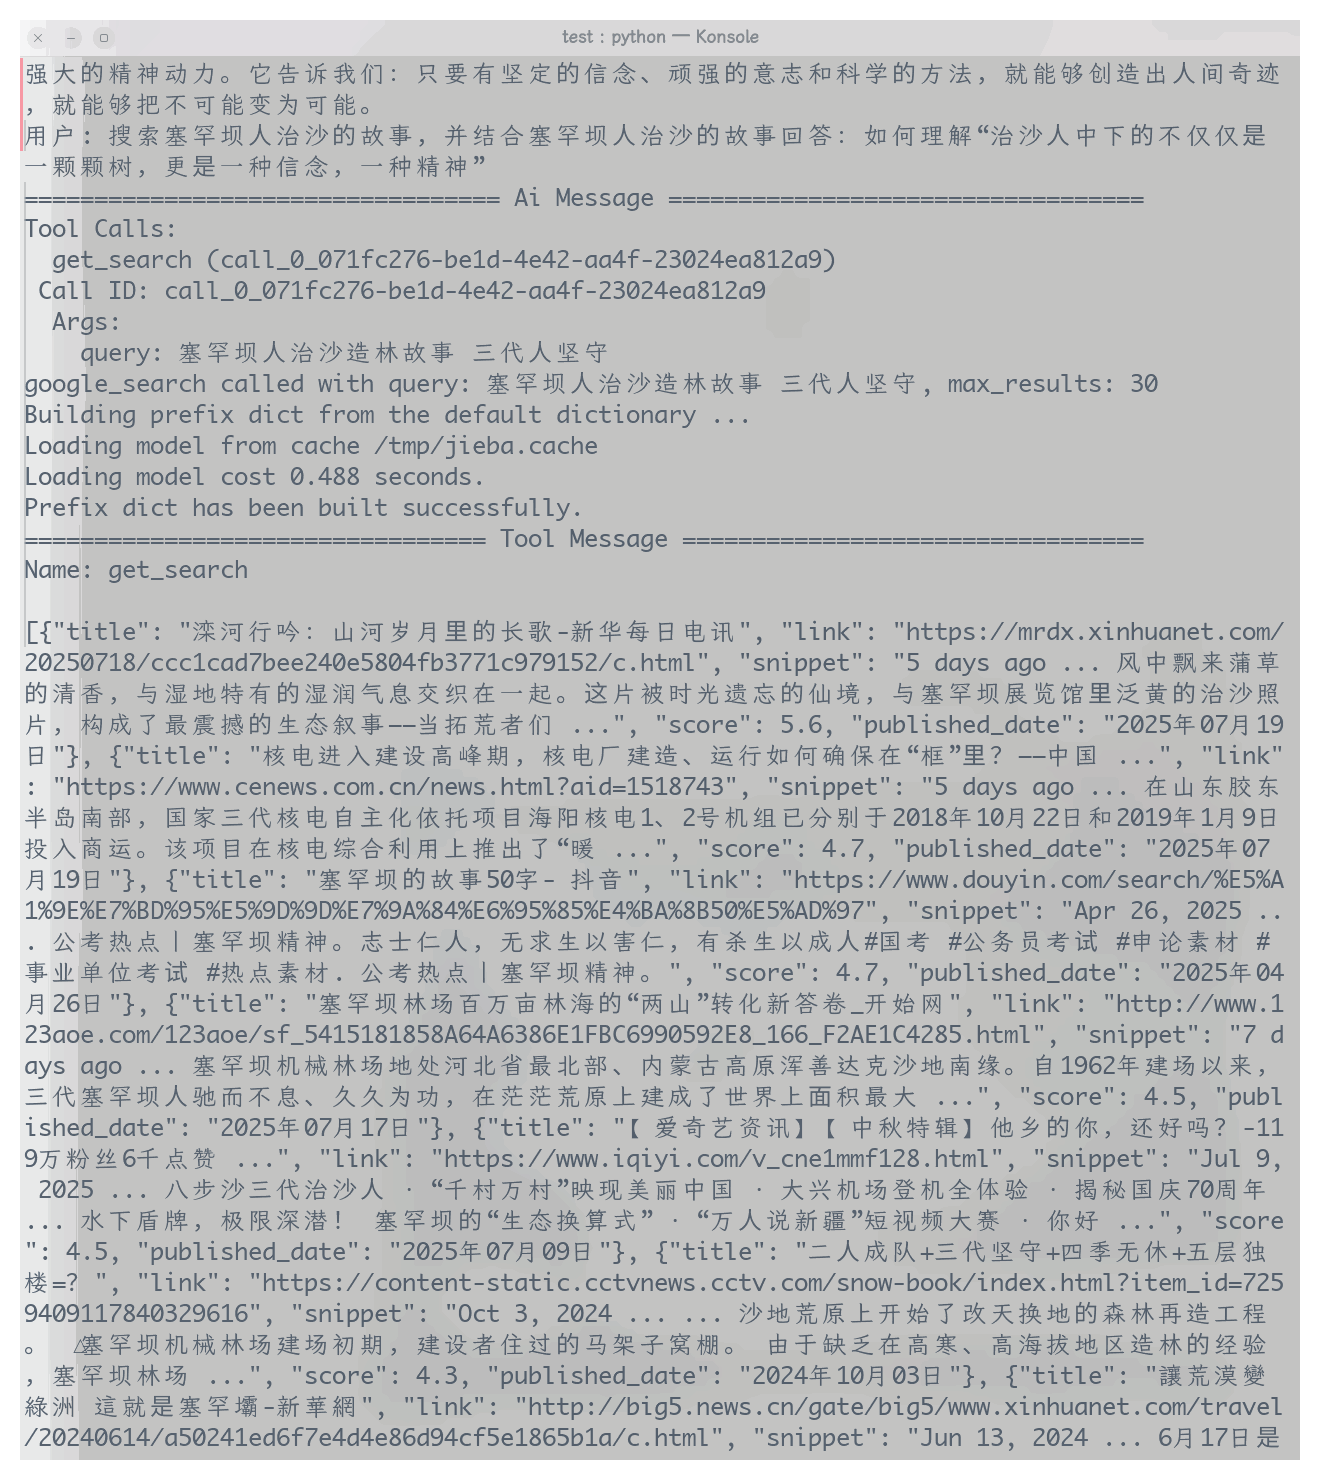 test : python — Konsole
强大的精神动力。它告诉我们：只要有坚定的信念、顽强的意志和科学的方法，就能够创造出人间奇迹
，就能够把不可能变为可能。
用户：搜索塞罕坝人治沙的故事，并结合塞罕坝人治沙的故事回答：如何理解“治沙人中下的不仅仅是
一颗颗树，更是一种信念，一种精神”
================================== Ai Message ==================================
Tool Calls:
  get_search (call_0_071fc276-be1d-4e42-aa4f-23024ea812a9)
 Call ID: call_0_071fc276-be1d-4e42-aa4f-23024ea812a9
  Args:
    query: 塞罕坝人治沙造林故事 三代人坚守
google_search called with query: 塞罕坝人治沙造林故事 三代人坚守, max_results: 30
Building prefix dict from the default dictionary ...
Loading model from cache /tmp/jieba.cache
Loading model cost 0.488 seconds.
Prefix dict has been built successfully.
================================= Tool Message =================================
Name: get_search
[{"title": "滦河行吟：山河岁月里的长歌-新华每日电讯", "link": "https://mrdx.xinhuanet.com/
20250718/ccc1cad7bee240e5804fb3771c979152/c.html", "snippet": "5 days ago ... 风中飘来蒲草
的清香，与湿地特有的湿润气息交织在一起。这片被时光遗忘的仙境，与塞罕坝展览馆里泛黄的治沙照
片，构成了最震撼的生态叙事——当拓荒者们 ...", "score": 5.6, "published_date": "2025年07月19
日"}, {"title": "核电进入建设高峰期，核电厂建造、运行如何确保在“框”里？——中国 ...", "link"
: "https://www.cenews.com.cn/news.html?aid=1518743", "snippet": "5 days ago ... 在山东胶东
半岛南部，国家三代核电自主化依托项目海阳核电1、2号机组已分别于2018年10月22日和2019年1月9日
投入商运。该项目在核电综合利用上推出了“暖 ...", "score": 4.7, "published_date": "2025年07
月19日"}, {"title": "塞罕坝的故事50字- 抖音", "link": "https://www.douyin.com/search/%E5%A
1%9E%E7%BD%95%E5%9D%9D%E7%9A%84%E6%95%85%E4%BA%8B50%E5%AD%97", "snippet": "Apr 26, 2025 ..
. 公考热点丨塞罕坝精神。志士仁人，无求生以害仁，有杀生以成人#国考 #公务员考试 #申论素材 #
事业单位考试 #热点素材. 公考热点丨塞罕坝精神。", "score": 4.7, "published_date": "2025年04
月26日"}, {"title": "塞罕坝林场百万亩林海的“两山”转化新答卷_开始网", "link": "http://www.1
23aoe.com/123aoe/sf_5415181858A64A6386E1FBC6990592E8_166_F2AE1C4285.html", "snippet": "7 d
ays ago ... 塞罕坝机械林场地处河北省最北部、内蒙古高原浑善达克沙地南缘。自1962年建场以来，
三代塞罕坝人驰而不息、久久为功，在茫茫荒原上建成了世界上面积最大 ...", "score": 4.5, "publ
ished_date": "2025年07月17日"}, {"title": "【爱奇艺资讯】【中秋特辑】他乡的你，还好吗？-11
9万粉丝6千点赞 ...", "link": "https://www.iqiyi.com/v_cne1mmf128.html", "snippet": "Jul 9,
 2025 ... 八步沙三代治沙人 · “千村万村”映现美丽中国 · 大兴机场登机全体验 · 揭秘国庆70周年
... 水下盾牌，极限深潜！ 塞罕坝的“生态换算式” · “万人说新疆”短视频大赛 · 你好 ...", "score
": 4.5, "published_date": "2025年07月09日"}, {"title": "二人成队+三代坚守+四季无休+五层独
楼=？", "link": "https://content-static.cctvnews.cctv.com/snow-book/index.html?item_id=725
9409117840329616", "snippet": "Oct 3, 2024 ... ... 沙地荒原上开始了改天换地的森林再造工程
。 △塞罕坝机械林场建场初期，建设者住过的马架子窝棚。 由于缺乏在高寒、高海拔地区造林的经验
，塞罕坝林场 ...", "score": 4.3, "published_date": "2024年10月03日"}, {"title": "讓荒漠變
綠洲 這就是塞罕壩-新華網", "link": "http://big5.news.cn/gate/big5/www.xinhuanet.com/travel
/20240614/a50241ed6f7e4d4e86d94cf5e1865b1a/c.html", "snippet": "Jun 13, 2024 ... 6月17日是